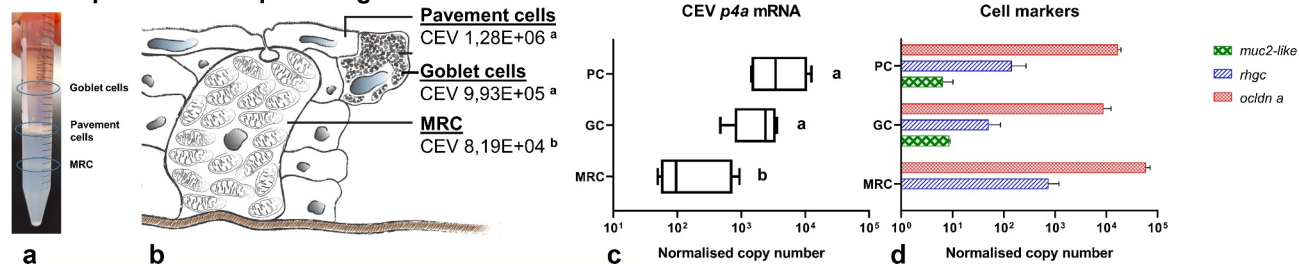 Goblet cells
Pavement
cells
MRC
a
Pavement cells
CEV 1,28E+06 a
Goblet cells
CEV 9,93E+05 a
MRC
CEV 8,19E+04 b
b
CEV p4a mRNA
PC
GC
MRC
a
a
b
10¹ 10² 10³ 10⁴ 10⁵
Normalised copy number
c
Cell markers
PC
GC
MRC
10⁰ 10¹ 10² 10³ 10⁴ 10⁵
Normalised copy number
d
muc2-like
rhgc
ocldn a